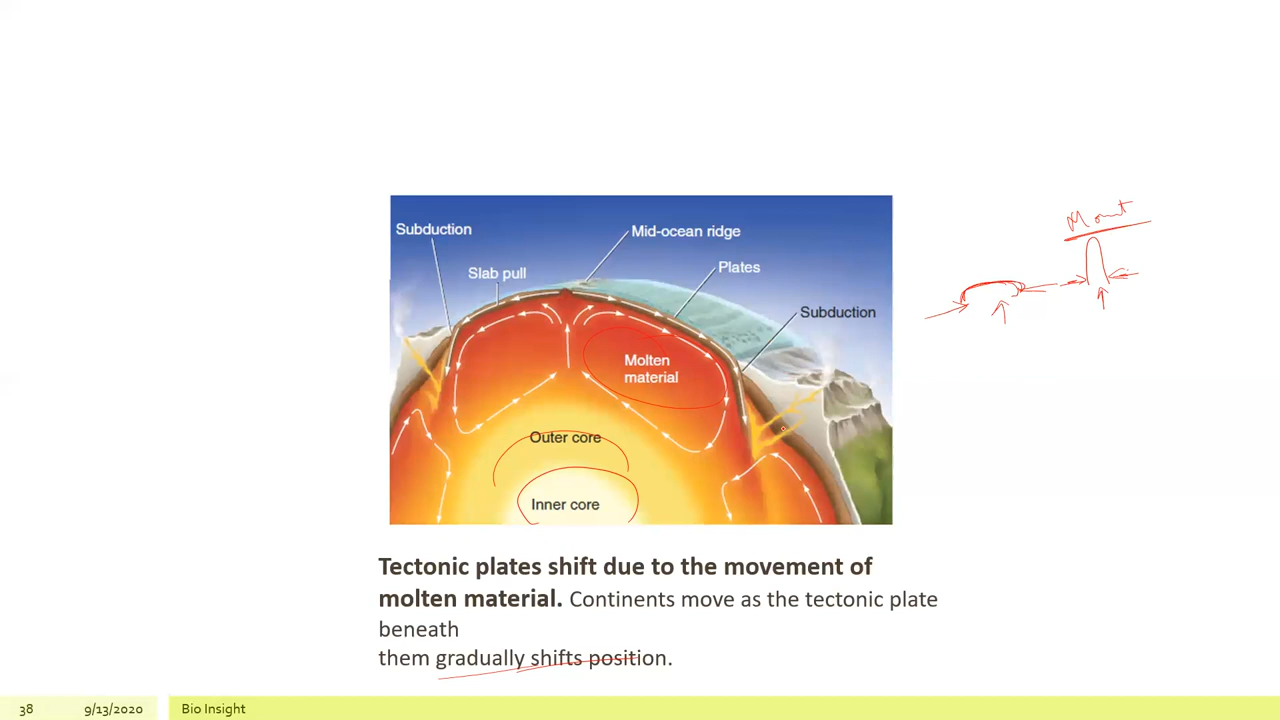 Mount
Subduction
Mid-ocean ridge
Slab pull
Plates
Subduction
Molten
material
Outer core
Inner core
Tectonic plates shift due to the movement of
molten material. Continents move as the tectonic plate
beneath
them gradually shifts position.
38 9/13/2020 Bio Insight